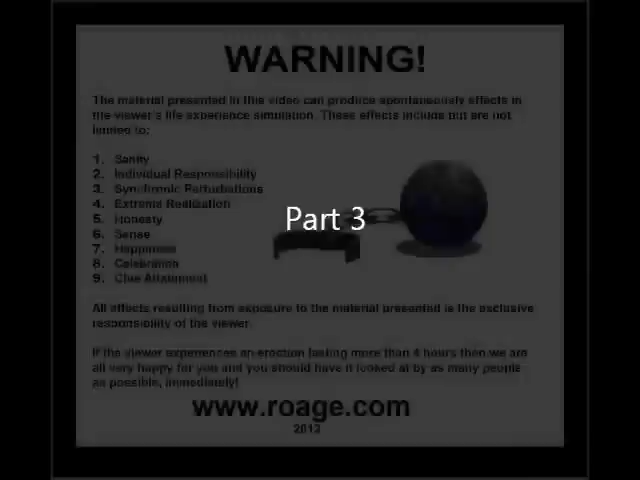 WARNING!
The material presented in this video can produce spontaneously effects in
the viewer's life experience simulation. These effects include but are not
limited to:
1. Sanity
2. Individual Responsibility
3. Synchronic Perturbations
4. Extreme Realization
5. Honesty
6. Sense
7. Happiness
8. Celebration
9. Clue Attainment
Part 3
All effects resulting from exposure to the material presented is the exclusive
responsibility of the viewer.
If the viewer experiences an erection lasting more than 4 hours then we are
all very happy for you and you should have it looked at by as many people
as possible, immediately!
www.roage.com
2012